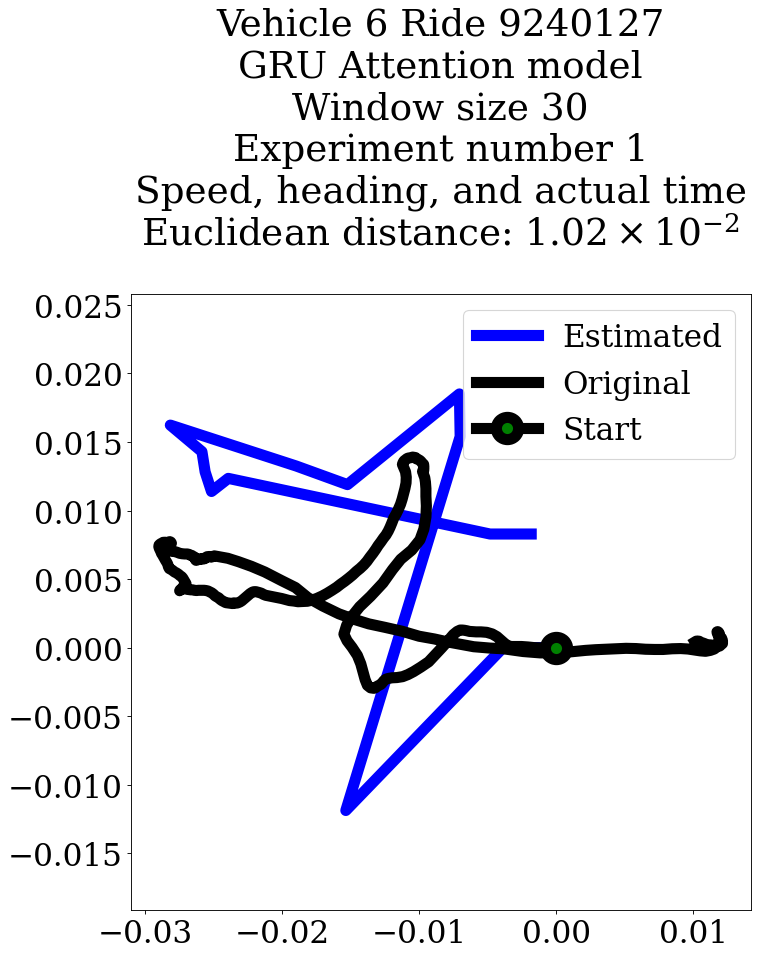 Vehicle 6 Ride 9240127
GRU Attention model
Window size 30
Experiment number 1
Speed, heading, and actual time
Euclidean distance: 1.02 × 10⁻²
Estimated
Original
Start
0.025
0.020
0.015
0.010
0.005
0.000
−0.005
−0.010
−0.015
−0.03 −0.02 −0.01 0.00 0.01